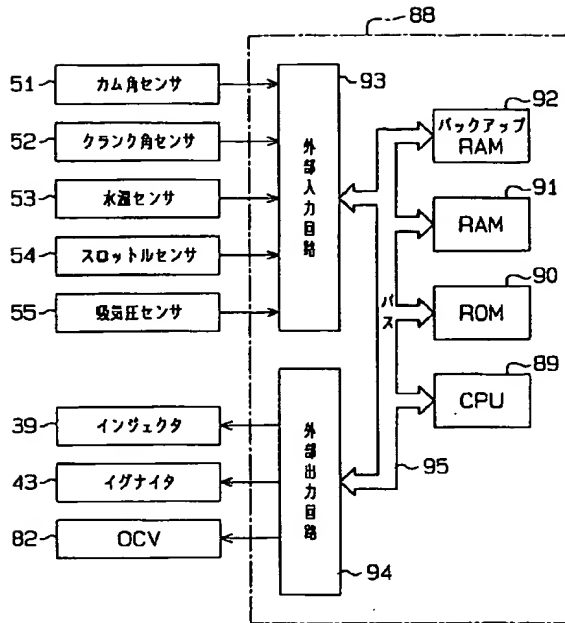 88
51 カム角センサ
52 クランク角センサ
53 水温センサ
54 スロットルセンサ
55 吸気圧センサ
93
外部入力回路
92
バックアップ
RAM
91
RAM
90
ROM
89
CPU
バス
95
39 インジェクタ
43 イグナイタ
82 OCV
外部出力回路
94